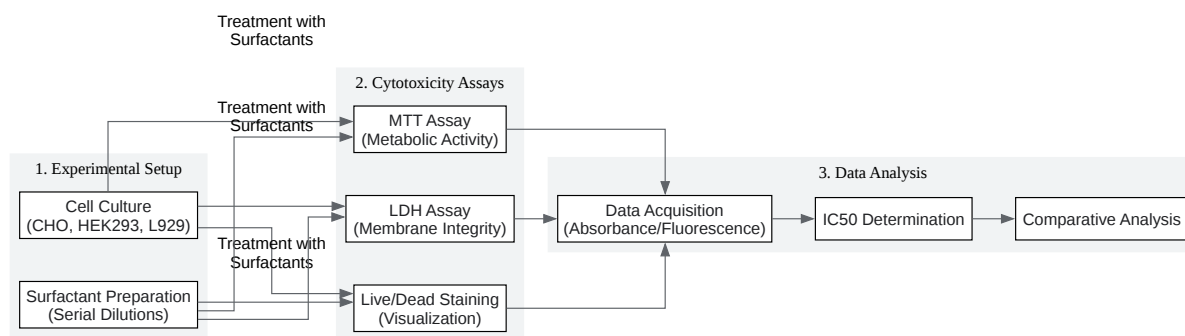 Treatment with
Surfactants
2. Cytotoxicity Assays
Treatment with
Surfactants
MTT Assay
(Metabolic Activity)
1. Experimental Setup
3. Data Analysis
Cell Culture
(CHO, HEK293, L929)
LDH Assay
(Membrane Integrity)
Data Acquisition
(Absorbance/Fluorescence)
IC50 Determination
Comparative Analysis
Treatment with
Surfactants
Surfactant Preparation
(Serial Dilutions)
Live/Dead Staining
(Visualization)